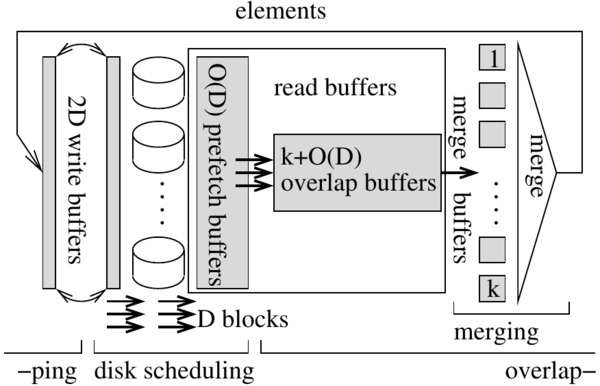 elements
2D write buffers
O(D) prefetch buffers
read buffers
k+O(D)
overlap buffers
merge
buffers
1
k
merge
D blocks
merging
−ping
disk scheduling
overlap−